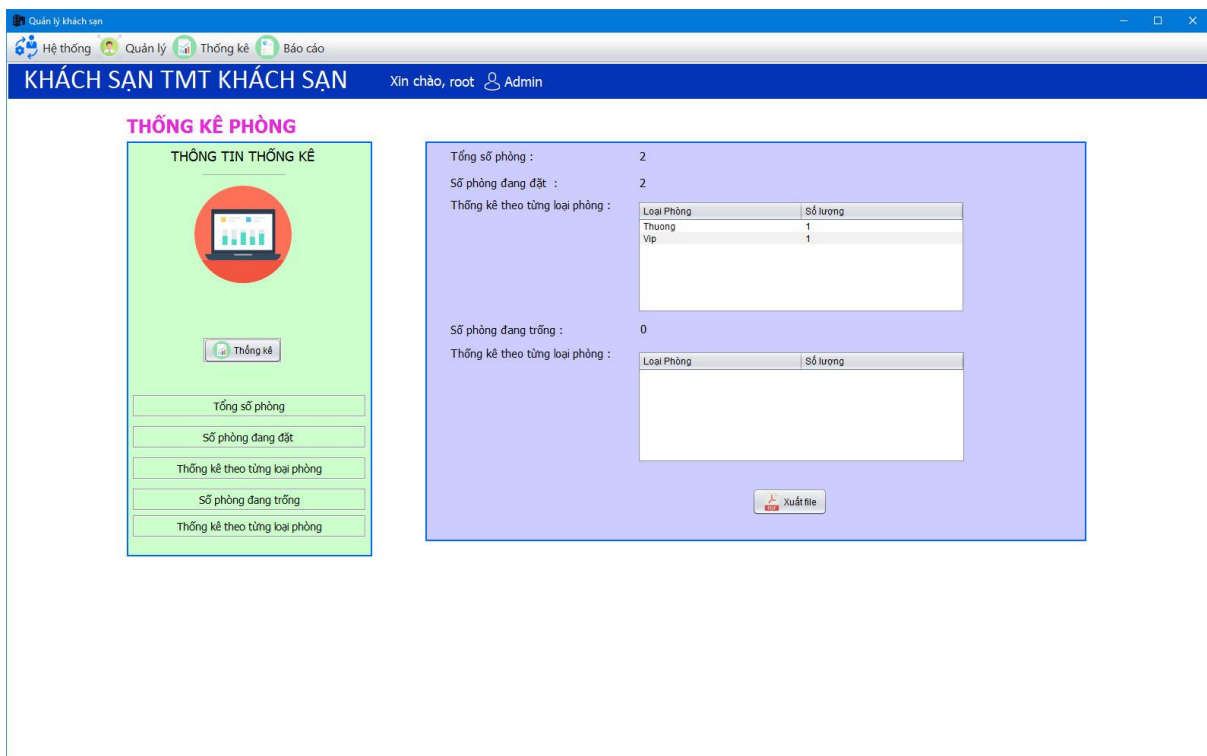 Quản lý khách sạn
Hệ thống Quản lý Thống kê Báo cáo
KHÁCH SẠN TMT KHÁCH SẠN Xin chào, root Admin
THỐNG KÊ PHÒNG
THÔNG TIN THỐNG KÊ
Thống kê
Tổng số phòng
Số phòng đang đặt
Thống kê theo từng loại phòng
Số phòng đang trống
Thống kê theo từng loại phòng
Tổng số phòng : 2
Số phòng đang đặt : 2
Thống kê theo từng loại phòng :
Loại Phòng Số lượng
Thuong 1
Vip 1
Số phòng đang trống : 0
Thống kê theo từng loại phòng :
Loại Phòng Số lượng
PDF Xuất file